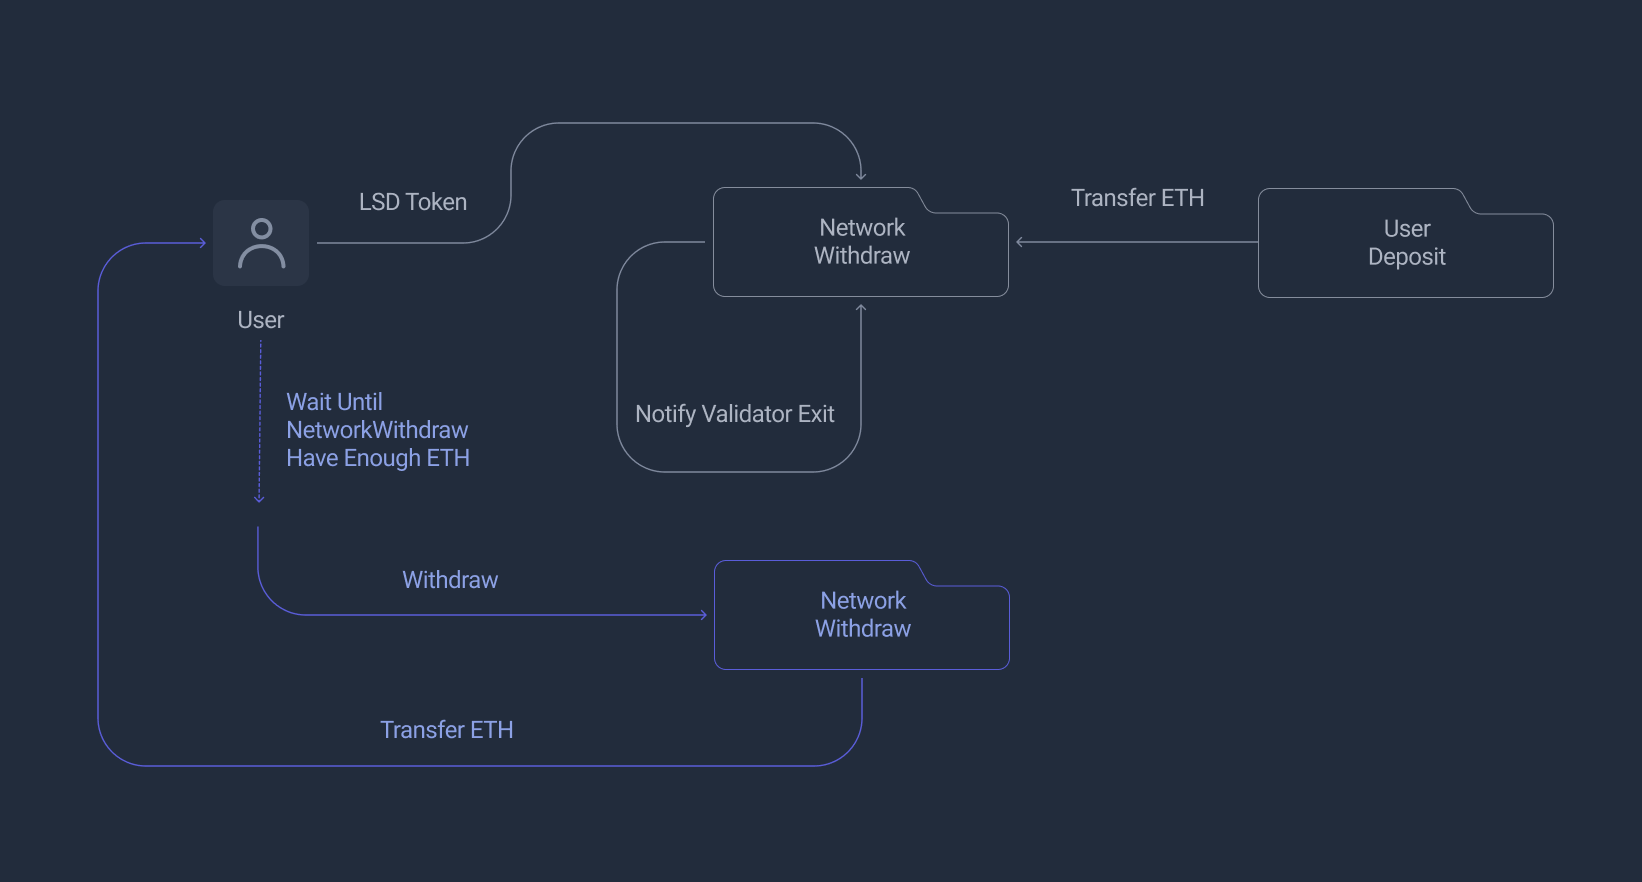 LSD Token
Transfer ETH
Network
Withdraw
User
Deposit
User
Wait Until
NetworkWithdraw
Have Enough ETH
Notify Validator Exit
Withdraw
Network
Withdraw
Transfer ETH